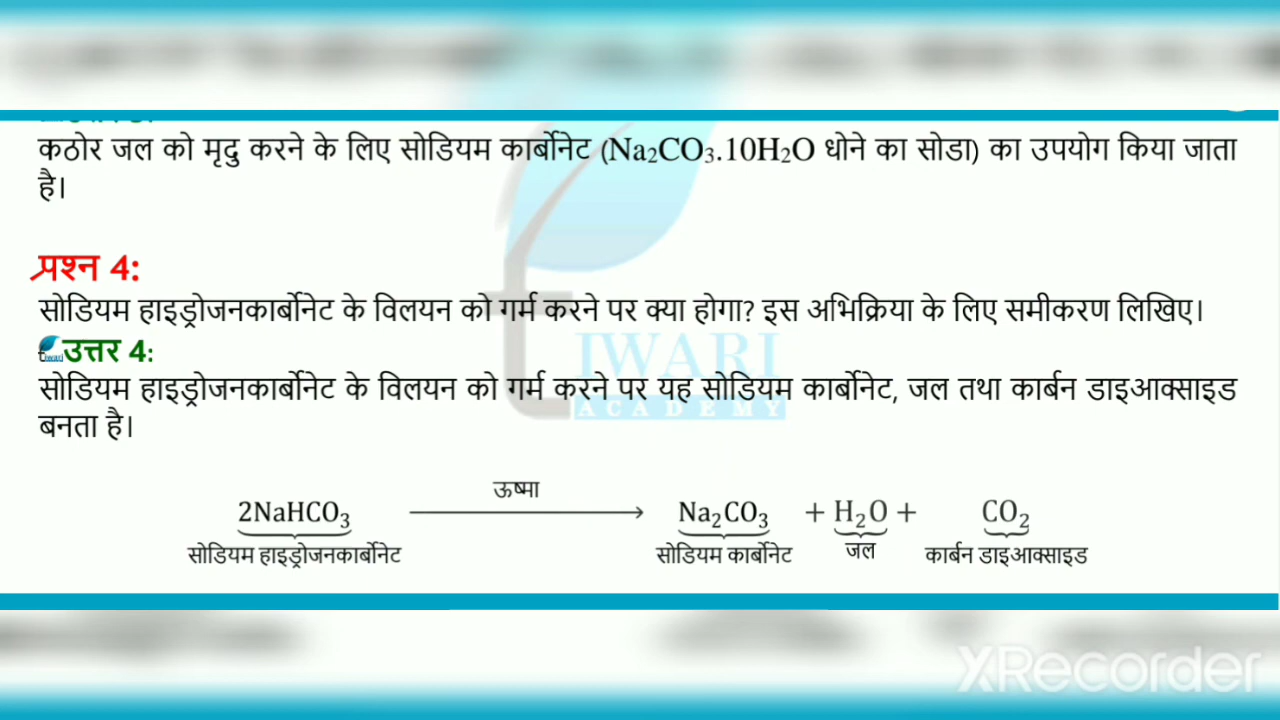 कठोर जल को मृदु करने के लिए सोडियम कार्बोनेट (Na₂CO₃.10H₂O धोने का सोडा) का उपयोग किया जाता
है।
प्रश्न 4:
सोडियम हाइड्रोजनकार्बोनेट के विलयन को गर्म करने पर क्या होगा? इस अभिक्रिया के लिए समीकरण लिखिए।
उत्तर 4:
IWARI
ACADEMY
सोडियम हाइड्रोजनकार्बोनेट के विलयन को गर्म करने पर यह सोडियम कार्बोनेट, जल तथा कार्बन डाइआक्साइड
बनता है।
ऊष्मा
2NaHCO₃ Na₂CO₃ + H₂O + CO₂
सोडियम हाइड्रोजनकार्बोनेट सोडियम कार्बोनेट जल कार्बन डाइआक्साइड
XRecorder